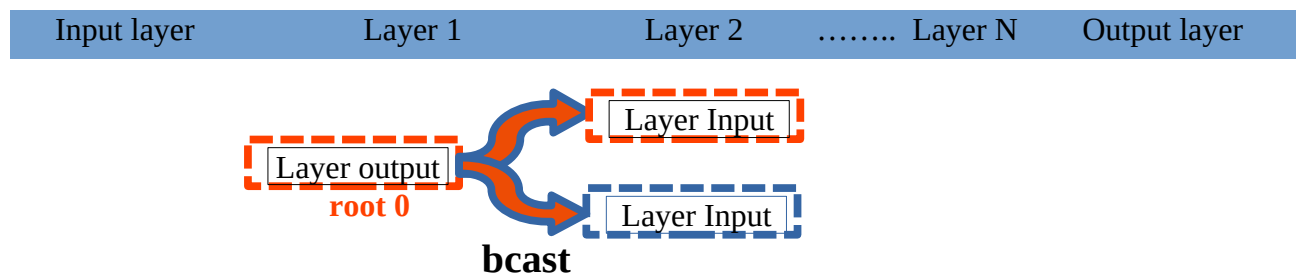 Input layer Layer 1 Layer 2 …….. Layer N Output layer
Layer Input
Layer output
root 0
Layer Input
bcast